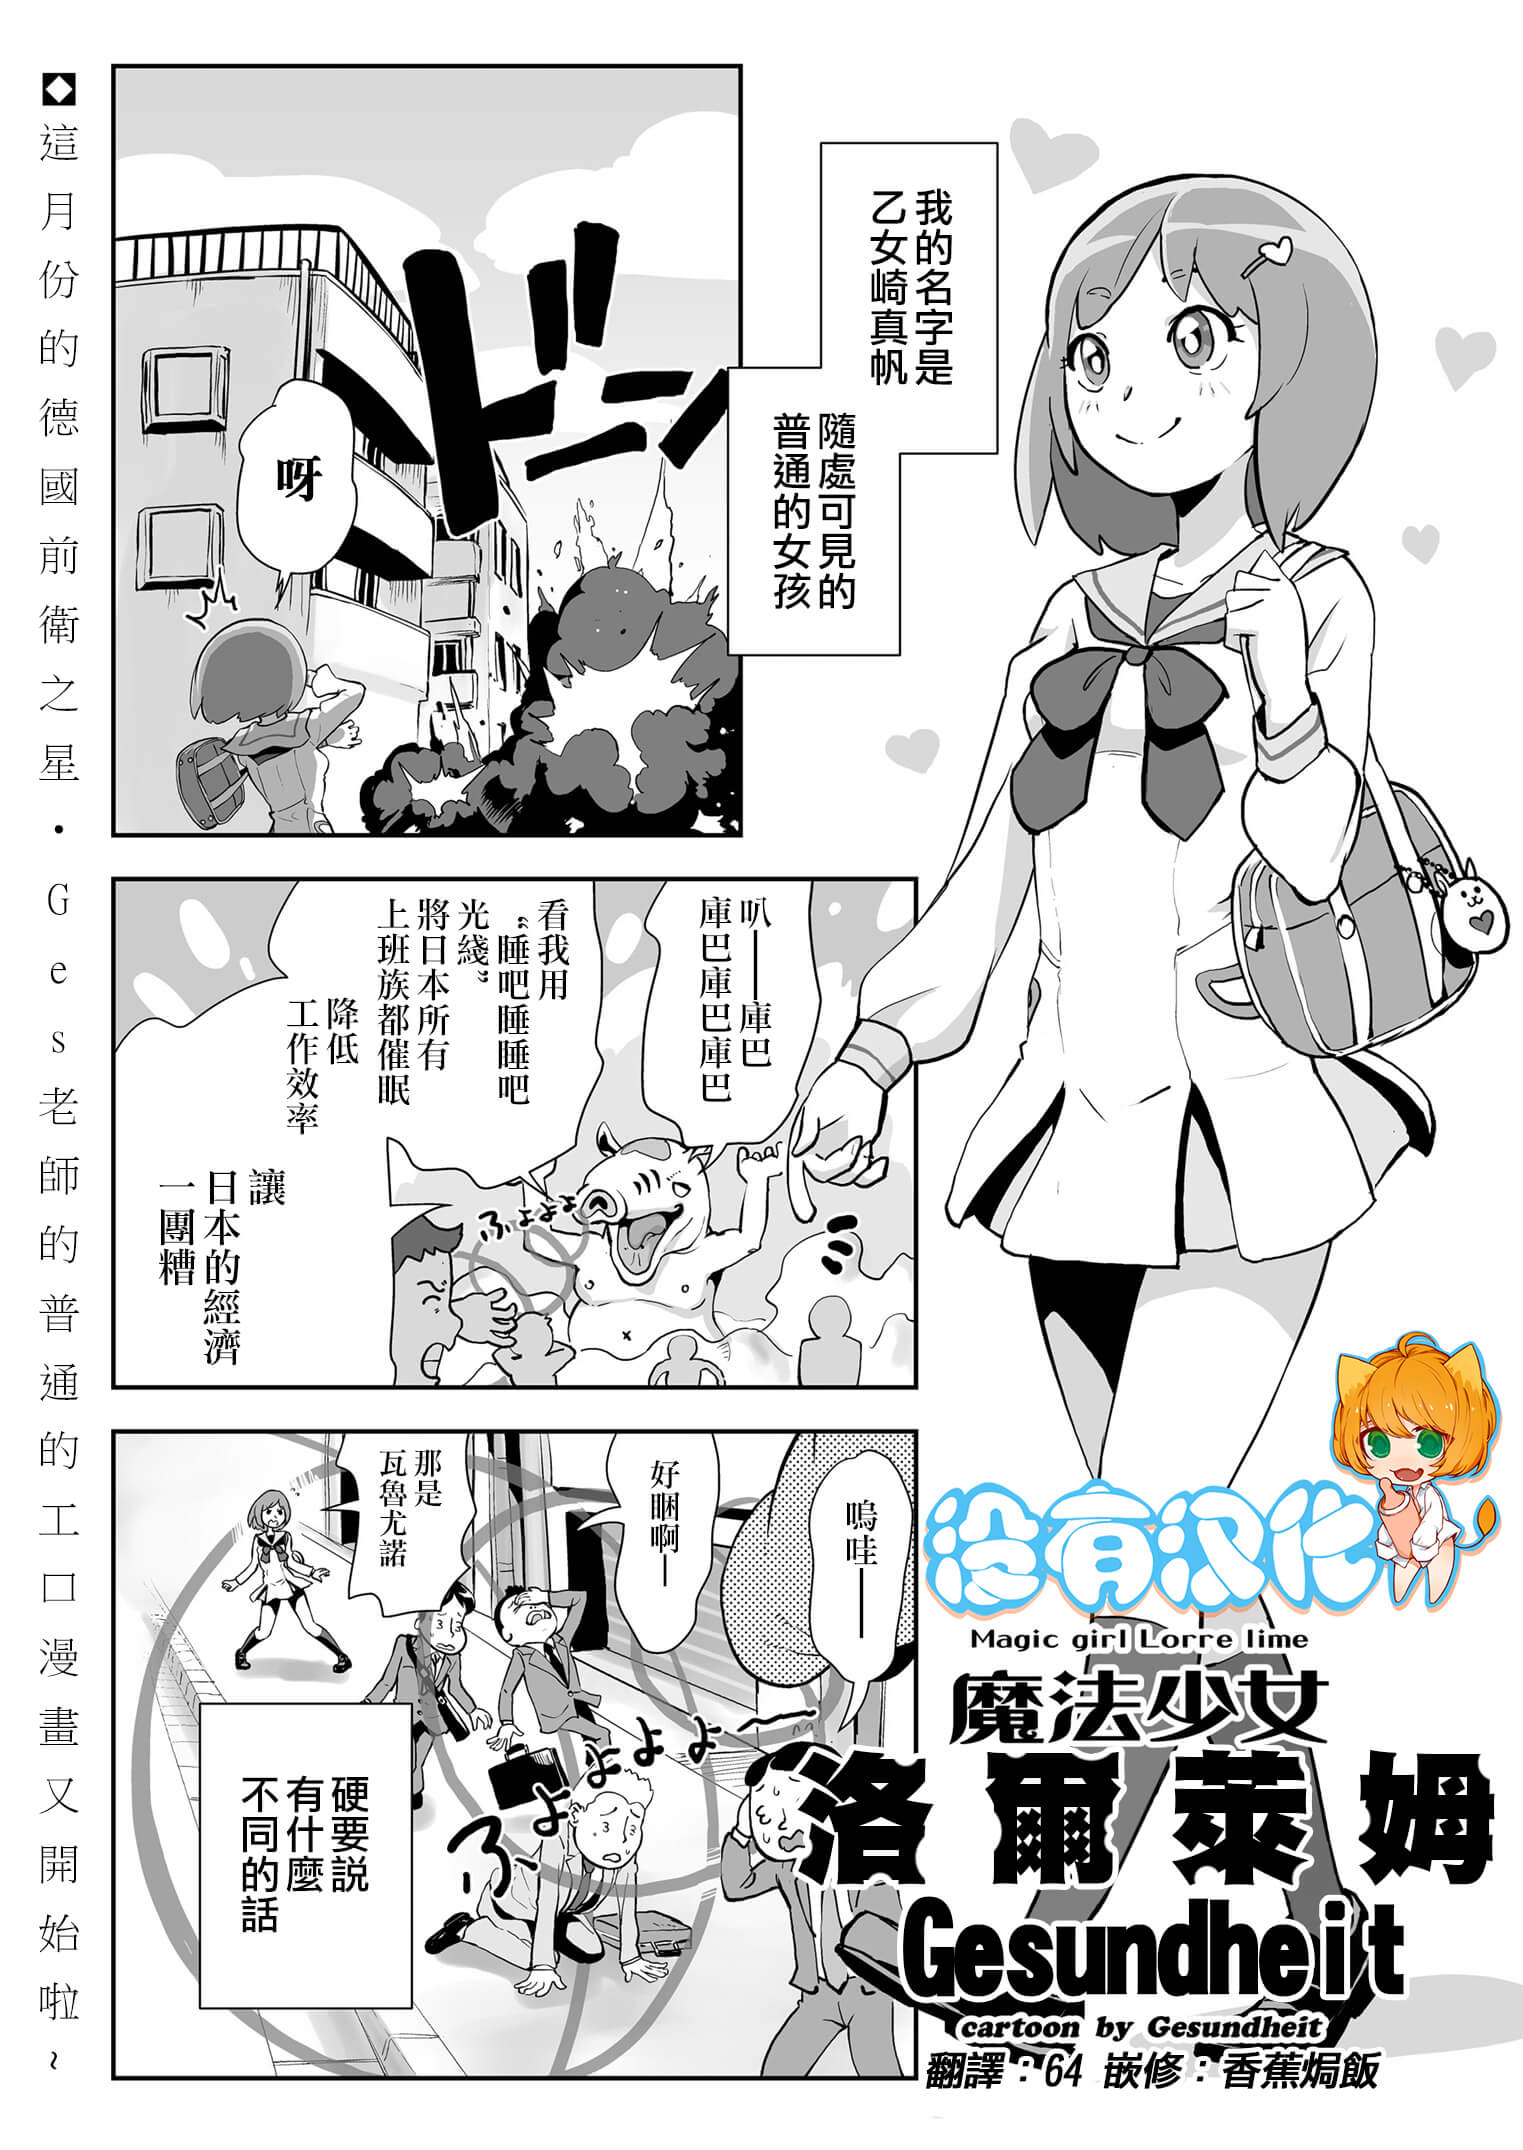 我的名字是
乙女崎真帆
隨處可見的
普通的女孩
ドーン
呀
叭──庫巴
庫巴庫巴庫巴
看我用
“睡吧睡睡吧
光綫”
將日本所有
上班族都催眠
降低
工作效率
讓
日本的經濟
一團糟
ふょょょ
嗚哇──
好睏啊─
那是
瓦魯尤諾
ふょょょょ～
硬要説
有什麼
不同的話
◆這月份的德國前衛之星・Ges老師的普通的工口漫畫又開始啦~
没有汉化
Magic girl Lorre lime
魔法少女
洛爾萊姆
Gesundheit
cartoon by Gesundheit
翻譯：64 嵌修：香蕉焗飯